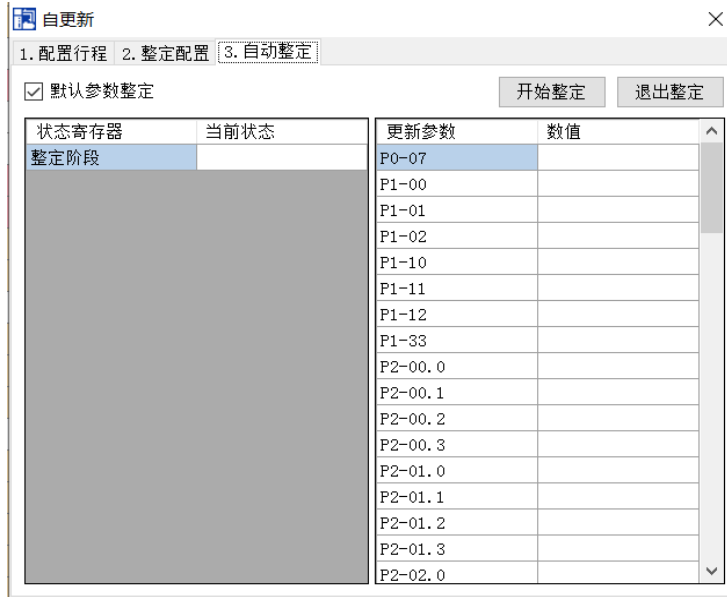 自更新
1.配置行程 2.整定配置 3.自动整定
默认参数整定 开始整定 退出整定
状态寄存器 当前状态 更新参数 数值
整定阶段 P0-07
P1-00
P1-01
P1-02
P1-10
P1-11
P1-12
P1-33
P2-00.0
P2-00.1
P2-00.2
P2-00.3
P2-01.0
P2-01.1
P2-01.2
P2-01.3
P2-02.0